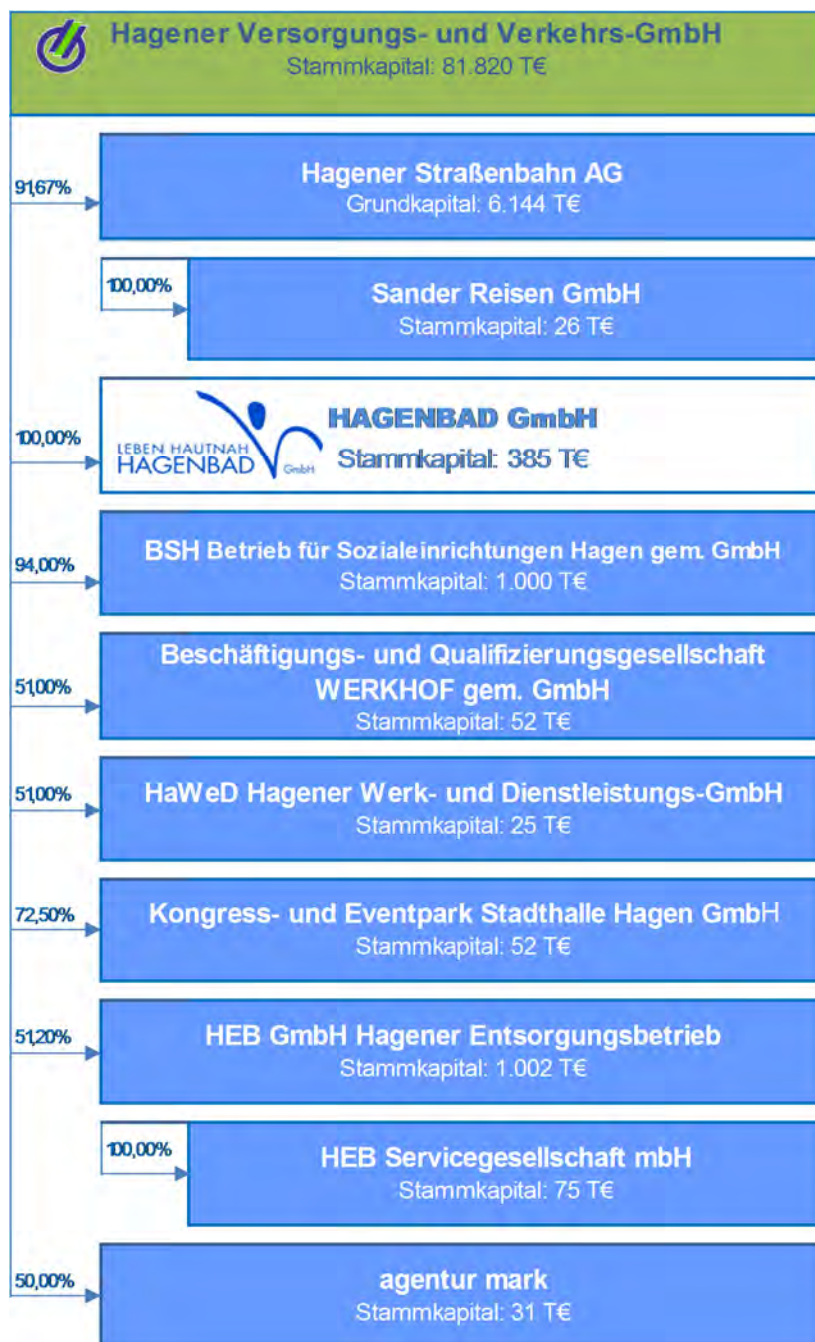 Hagener Versorgungs- und Verkehrs-GmbH
Stammkapital: 81.820 T€
91,67%
Hagener Straßenbahn AG
Grundkapital: 6.144 T€
100,00%
Sander Reisen GmbH
Stammkapital: 26 T€
100,00%
LEBEN HAUTNAH
HAGENBAD GmbH
HAGENBAD GmbH
Stammkapital: 385 T€
94,00%
BSH Betrieb für Sozialeinrichtungen Hagen gem. GmbH
Stammkapital: 1.000 T€
51,00%
Beschäftigungs- und Qualifizierungsgesellschaft
WERKHOF gem. GmbH
Stammkapital: 52 T€
51,00%
HaWeD Hagener Werk- und Dienstleistungs-GmbH
Stammkapital: 25 T€
72,50%
Kongress- und Eventpark Stadthalle Hagen GmbH
Stammkapital: 52 T€
51,20%
HEB GmbH Hagener Entsorgungsbetrieb
Stammkapital: 1.002 T€
100,00%
HEB Servicegesellschaft mbH
Stammkapital: 75 T€
50,00%
agentur mark
Stammkapital: 31 T€